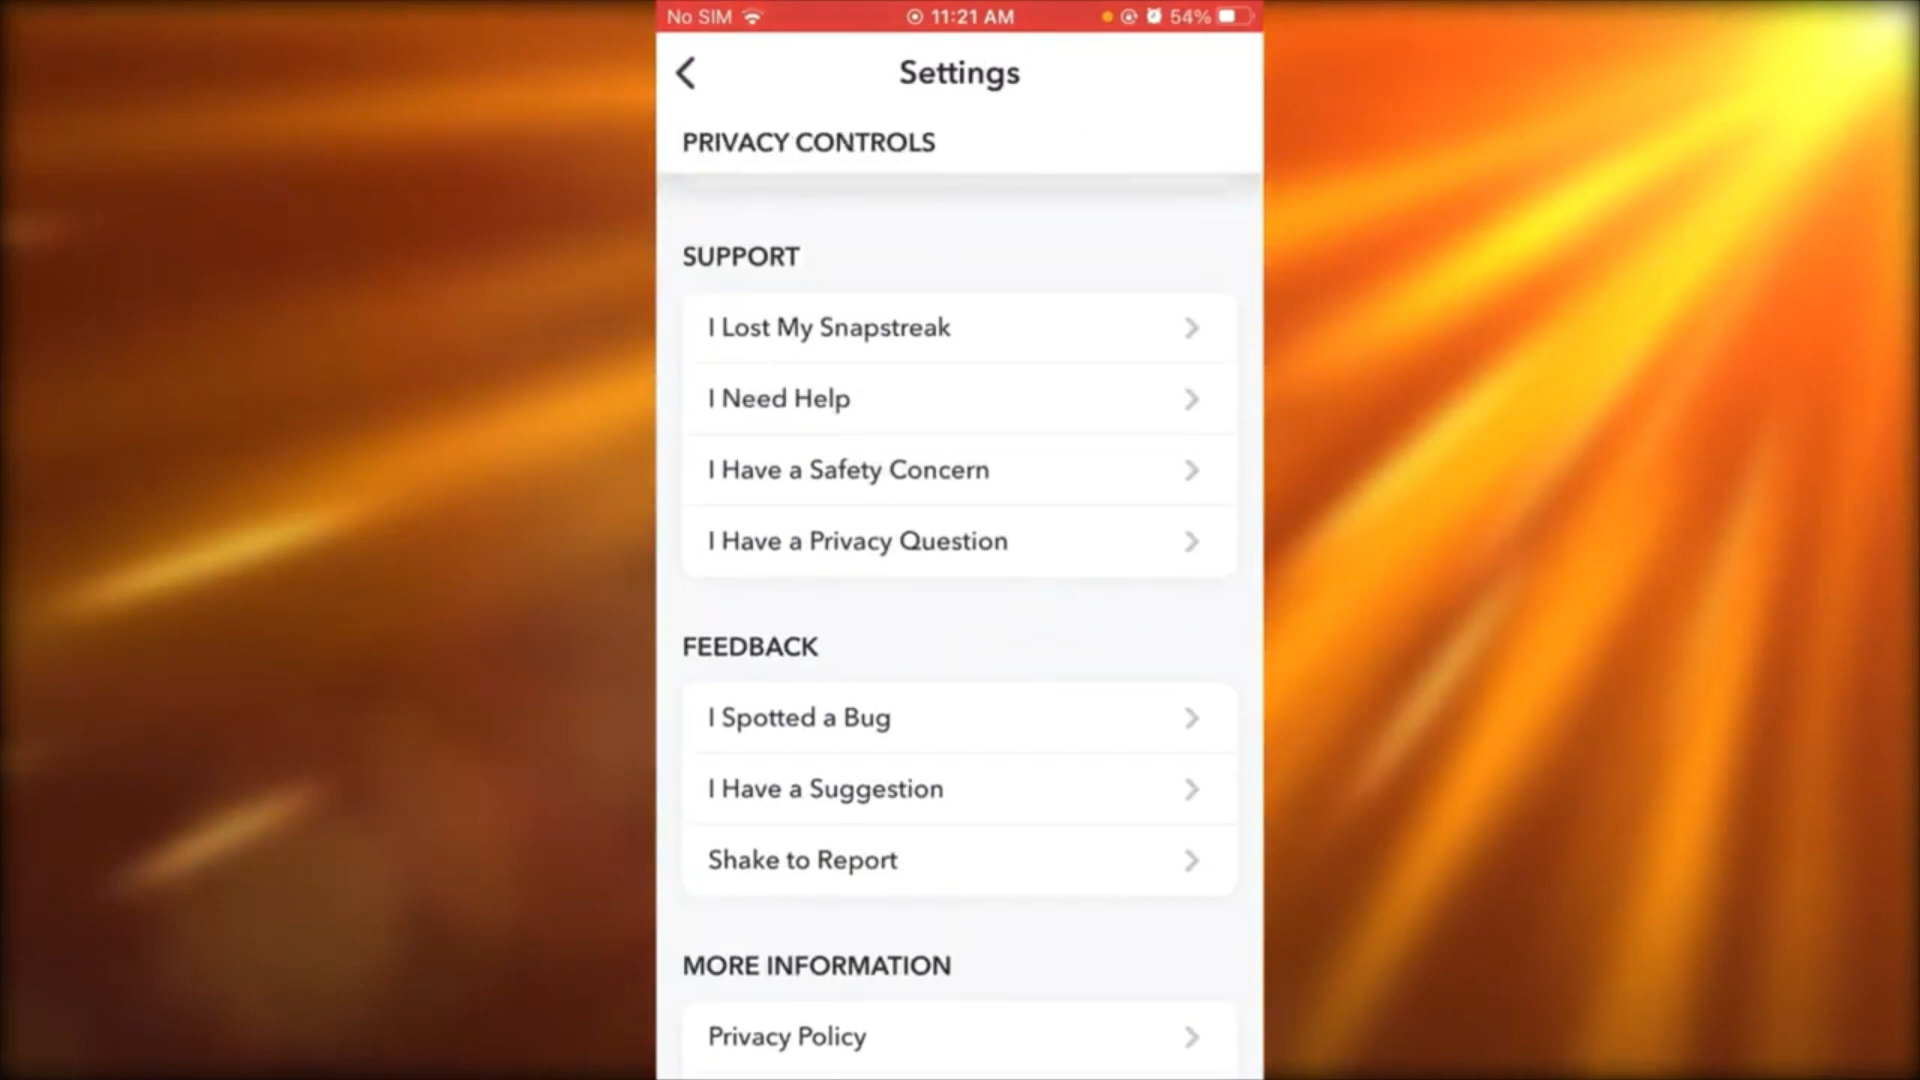 No SIM 11:21 AM 54%
Settings
PRIVACY CONTROLS
SUPPORT
I Lost My Snapstreak
I Need Help
I Have a Safety Concern
I Have a Privacy Question
FEEDBACK
I Spotted a Bug
I Have a Suggestion
Shake to Report
MORE INFORMATION
Privacy Policy